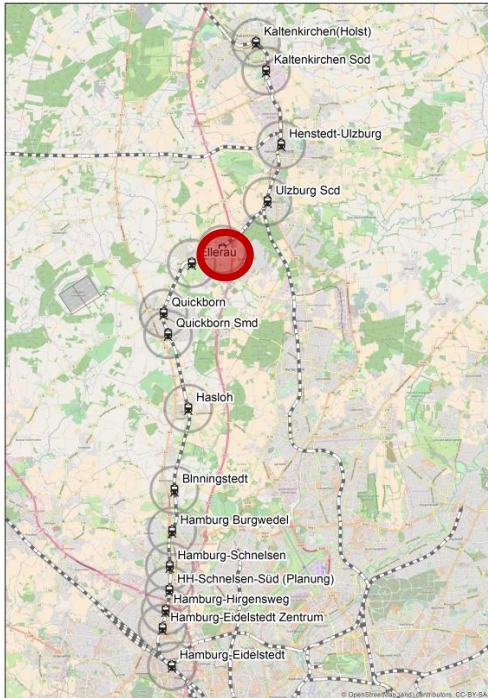 Kaltenkirchen(Holst)
Kaltenkirchen Sod
Henstedt-Ulzburg
Ulzburg Scd
Ellerau
Quickborn
Quickborn Smd
Hasloh
BInningstedt
Hamburg Burgwedel
Hamburg-Schnelsen
HH-Schnelsen-Süd (Planung)
Hamburg-Hirgensweg
Hamburg-Eidelstedt Zentrum
Hamburg-Eidelstedt
© OpenStreetMap (and) contributors, CC-BY-SA